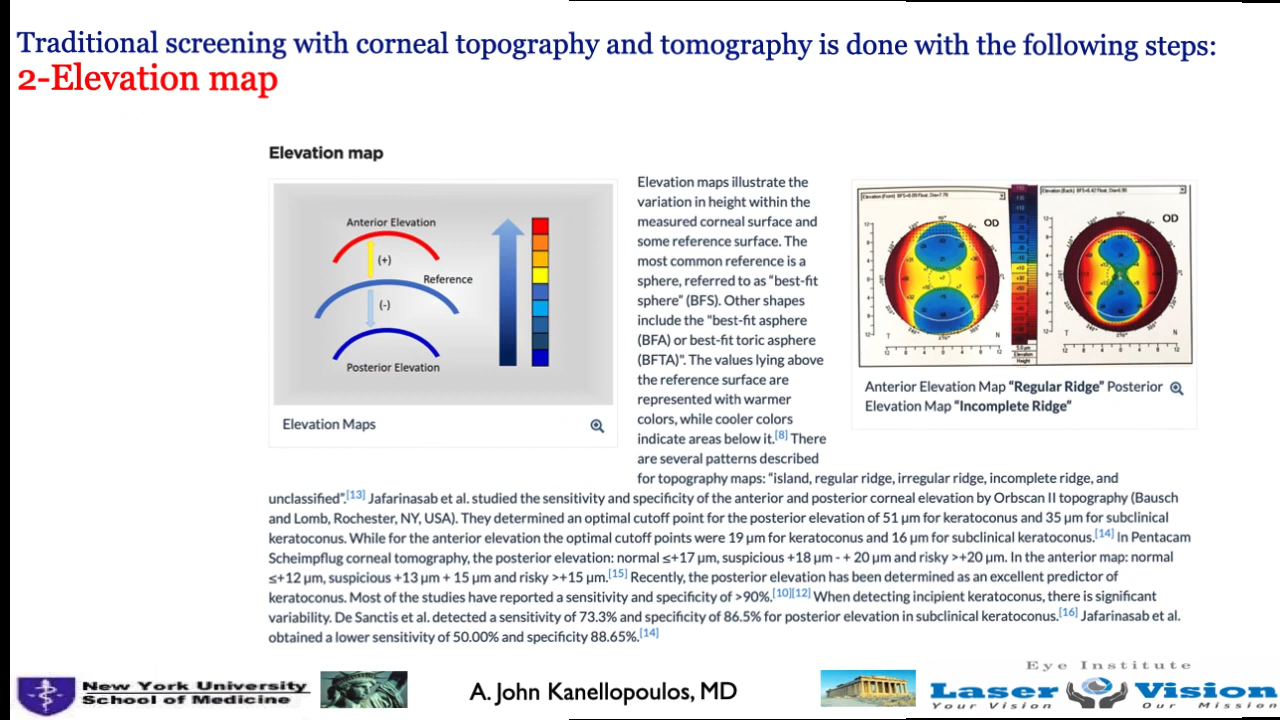 Traditional screening with corneal topography and tomography is done with the following steps:
2-Elevation map
Elevation map
Anterior Elevation
(+)
Reference
(-)
Posterior Elevation
Elevation Maps
Elevation maps illustrate the
variation in height within the
measured corneal surface and
some reference surface. The
most common reference is a
sphere, referred to as "best-fit
sphere" (BFS). Other shapes
include the "best-fit asphere
(BFA) or best-fit toric asphere
(BFTA)". The values lying above
the reference surface are
represented with warmer
colors, while cooler colors
indicate areas below it.[8] There
are several patterns described
for topography maps: "island, regular ridge, irregular ridge, incomplete ridge, and
unclassified".[13] Jafarinasab et al. studied the sensitivity and specificity of the anterior and posterior corneal elevation by Orbscan II topography (Bausch
and Lomb, Rochester, NY, USA). They determined an optimal cutoff point for the posterior elevation of 51 μm for keratoconus and 35 μm for subclinical
keratoconus. While for the anterior elevation the optimal cutoff points were 19 μm for keratoconus and 16 μm for subclinical keratoconus.[14] In Pentacam
Scheimpflug corneal tomography, the posterior elevation: normal ≤+17 μm, suspicious +18 μm - + 20 μm and risky >+20 μm. In the anterior map: normal
≤+12 μm, suspicious +13 μm + 15 μm and risky >+15 μm.[15] Recently, the posterior elevation has been determined as an excellent predictor of
keratoconus. Most of the studies have reported a sensitivity and specificity of >90%.[10][12] When detecting incipient keratoconus, there is significant
variability. De Sanctis et al. detected a sensitivity of 73.3% and specificity of 86.5% for posterior elevation in subclinical keratoconus.[16] Jafarinasab et al.
obtained a lower sensitivity of 50.00% and specificity 88.65%.[14]
OD
OD
T
N
T
N
Elevation
Height
Anterior Elevation Map "Regular Ridge" Posterior
Elevation Map "Incomplete Ridge"
New York University
School of Medicine
A. John Kanellopoulos, MD
Eye Institute
Laser Vision
Your Vision Our Mission